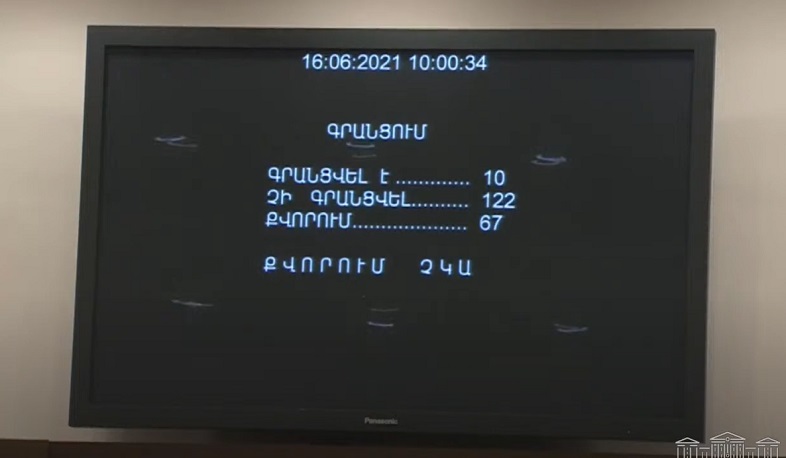 16:06:2021 10:00:34
ԳՐԱՆՑՈՒՄ
ԳՐԱՆՑՎԵԼ Է ............. 10
ՉԻ ԳՐԱՆՑՎԵԼ.......... 122
ՔՎՈՐՈՒՄ.................... 67
ՔՎՈՐՈՒՄ ՉԿԱ
Panasonic